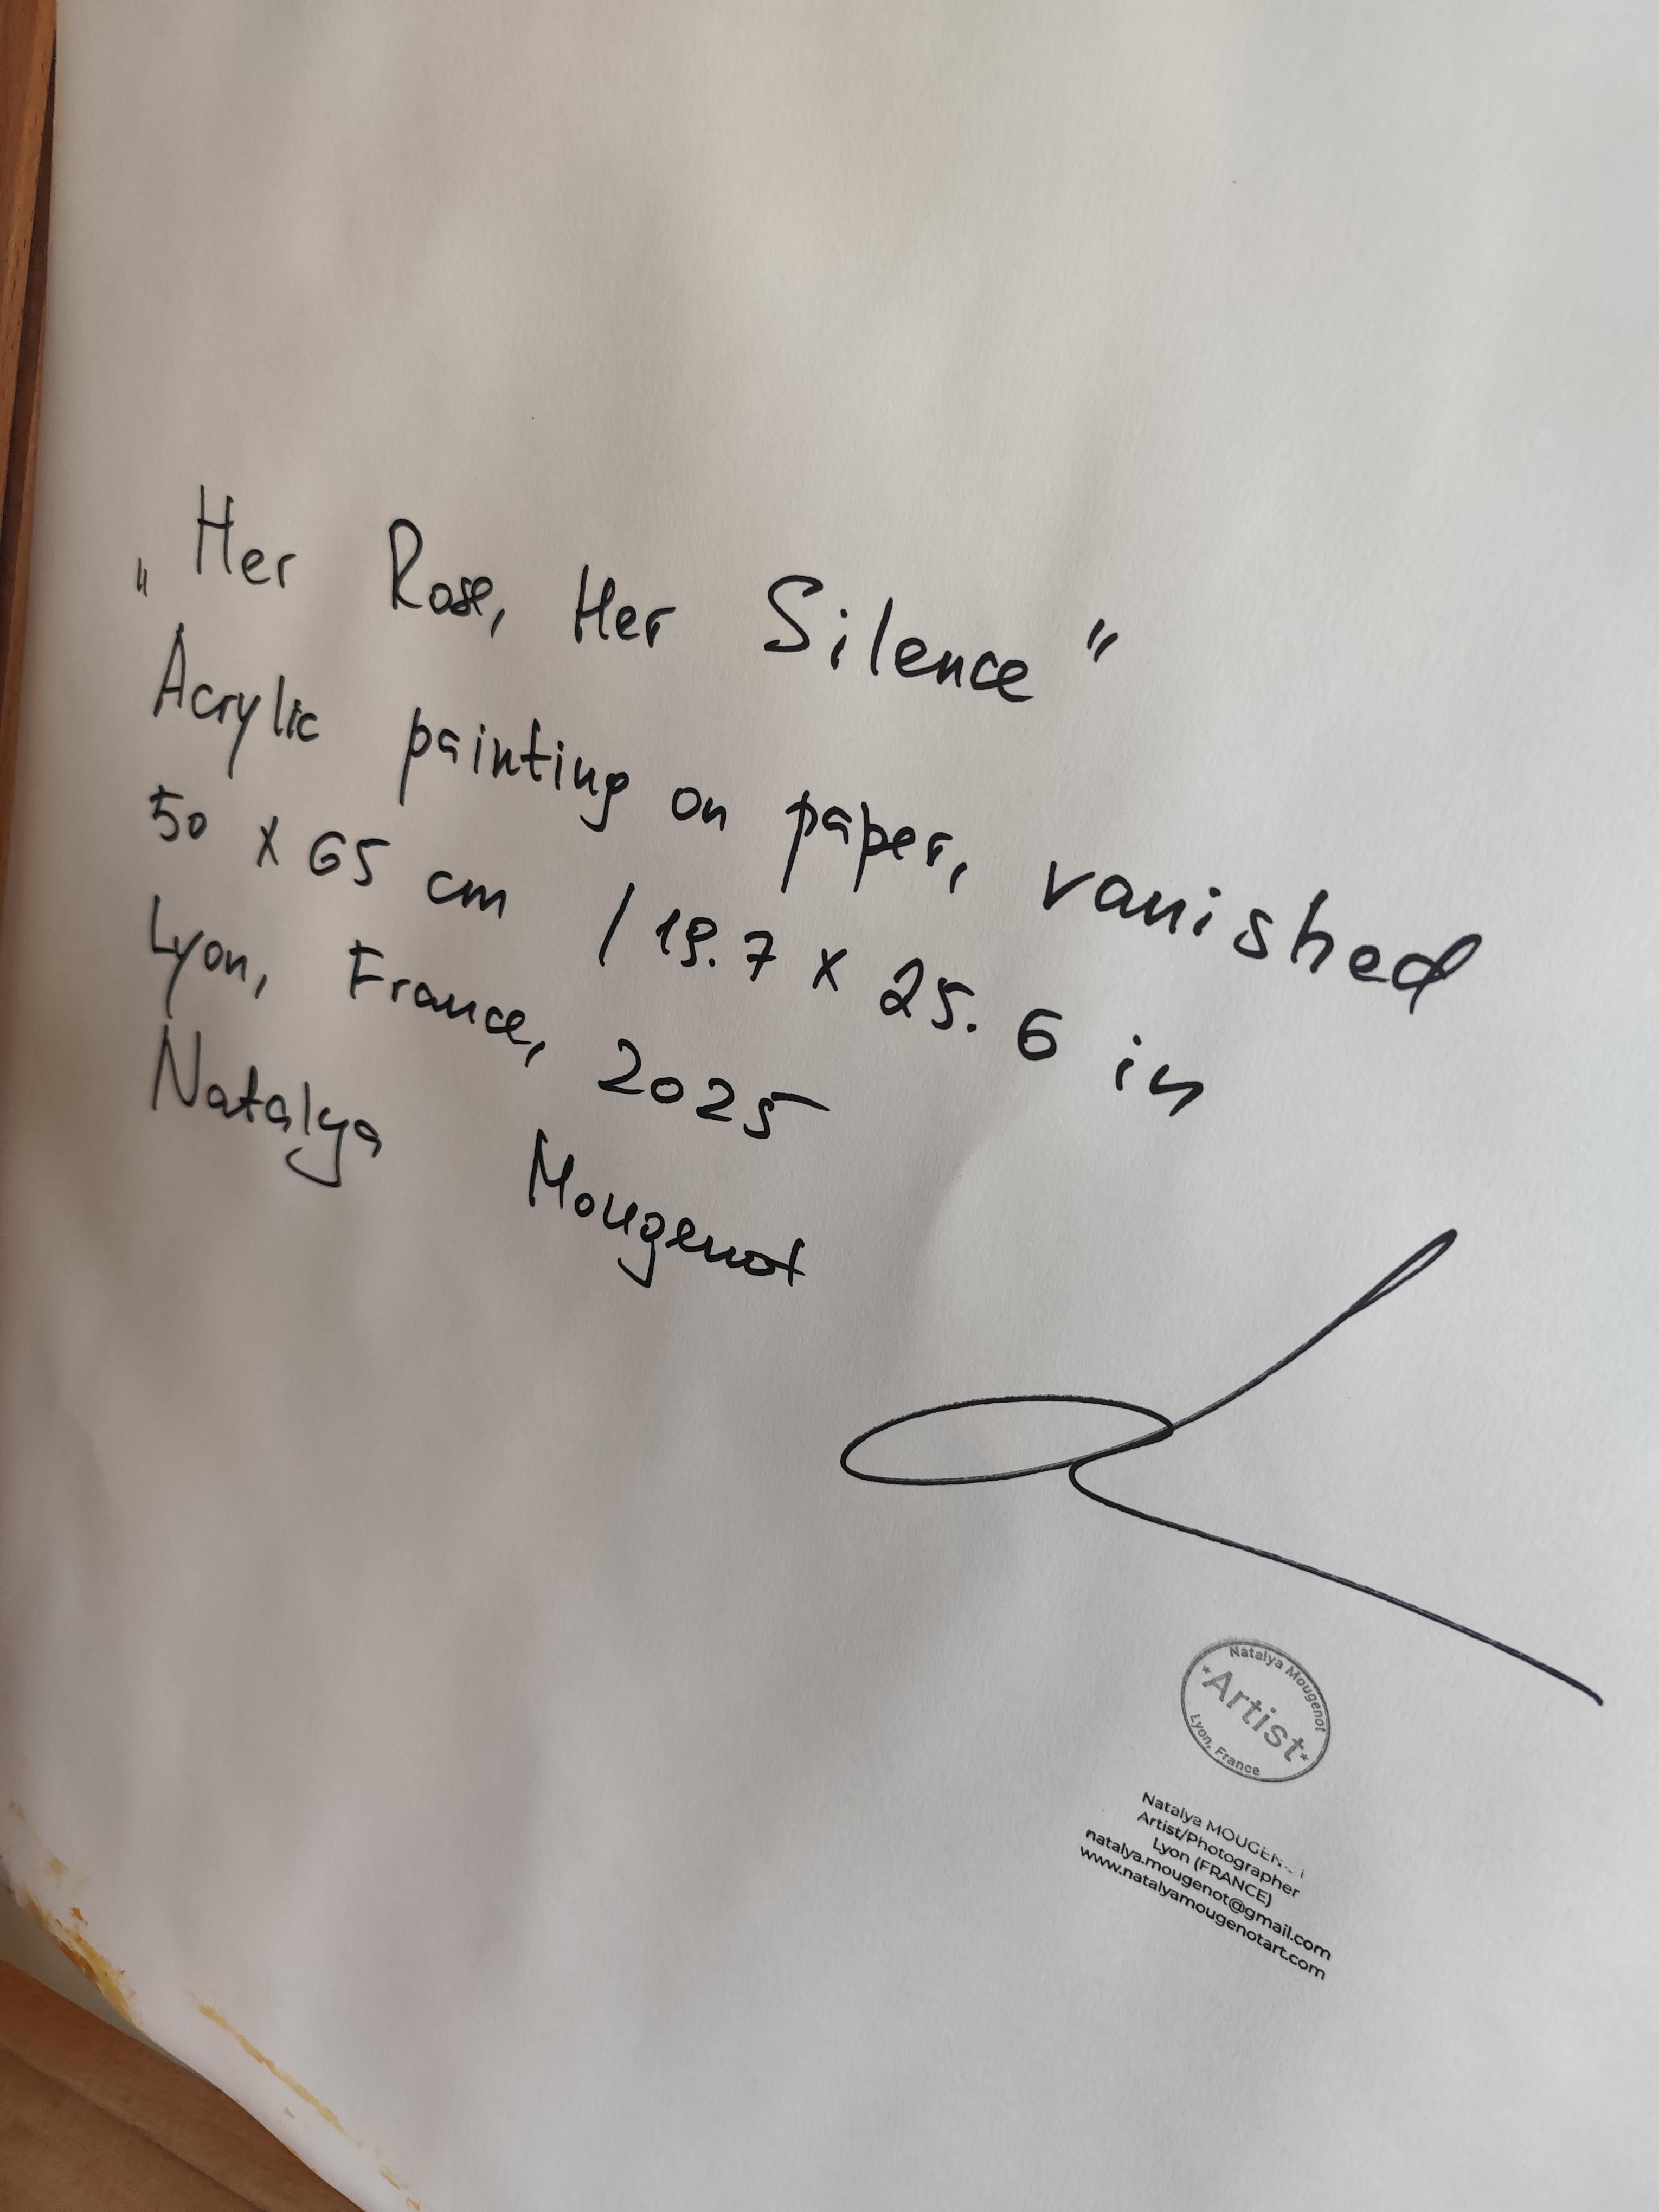 „Her Rose, Her Silence"
Acrylic painting on paper, vanished
50 x 65 cm / 19.7 x 25.6 in
Lyon, France, 2025
Natalya Mougenot
Natalya Mougenot
*Artist*
Lyon, France
Natalya MOUGENOT
Artist/Photographer
Lyon (FRANCE)
natalya.mougenot@gmail.com
www.natalyamougenotart.com